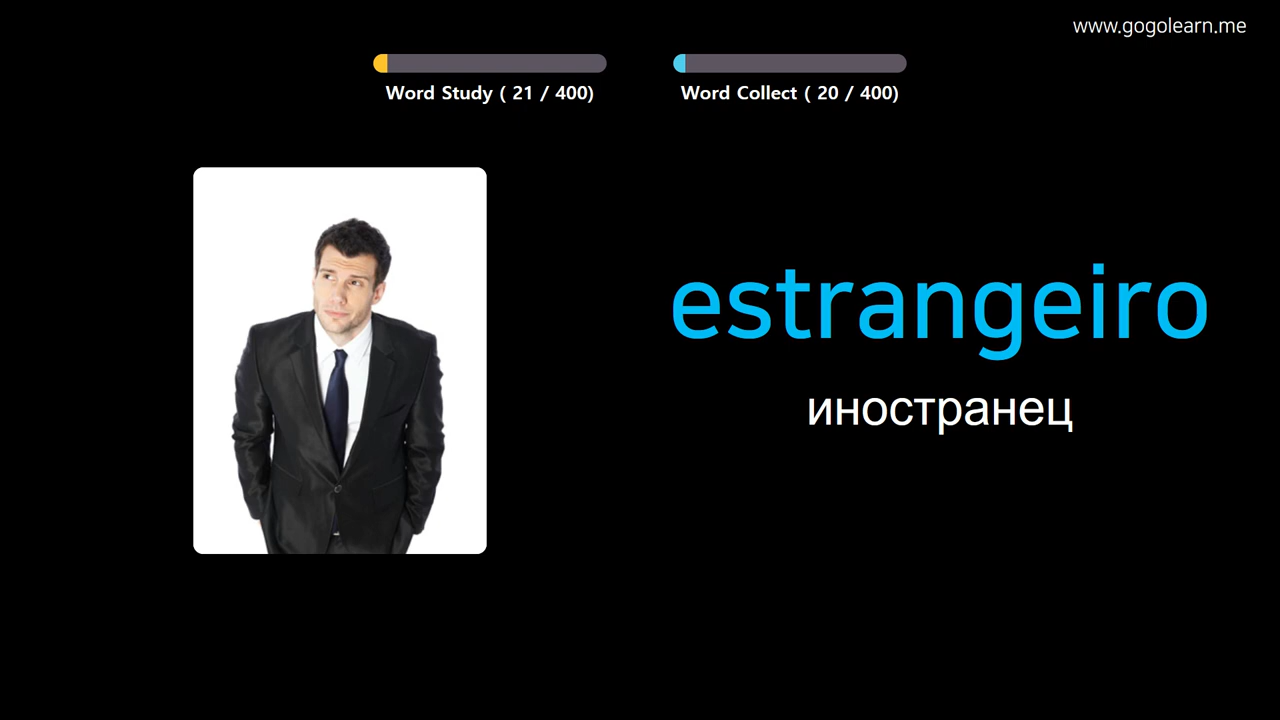 www.gogolearn.me
Word Study ( 21 / 400)
Word Collect ( 20 / 400)
estrangeiro
иностранец